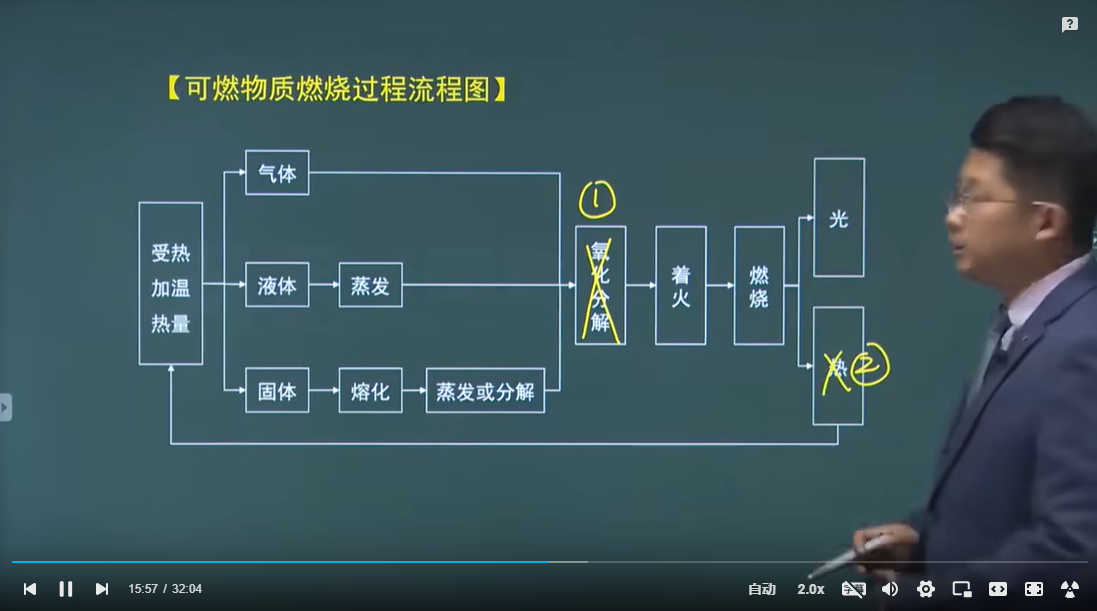 【可燃物质燃烧过程流程图】
气体
受热
加温
热量
液体
蒸发
固体
熔化
蒸发或分解
①
氧化分解
着火
燃烧
光
热
②
15:57 / 32:04
自动
2.0x
字幕